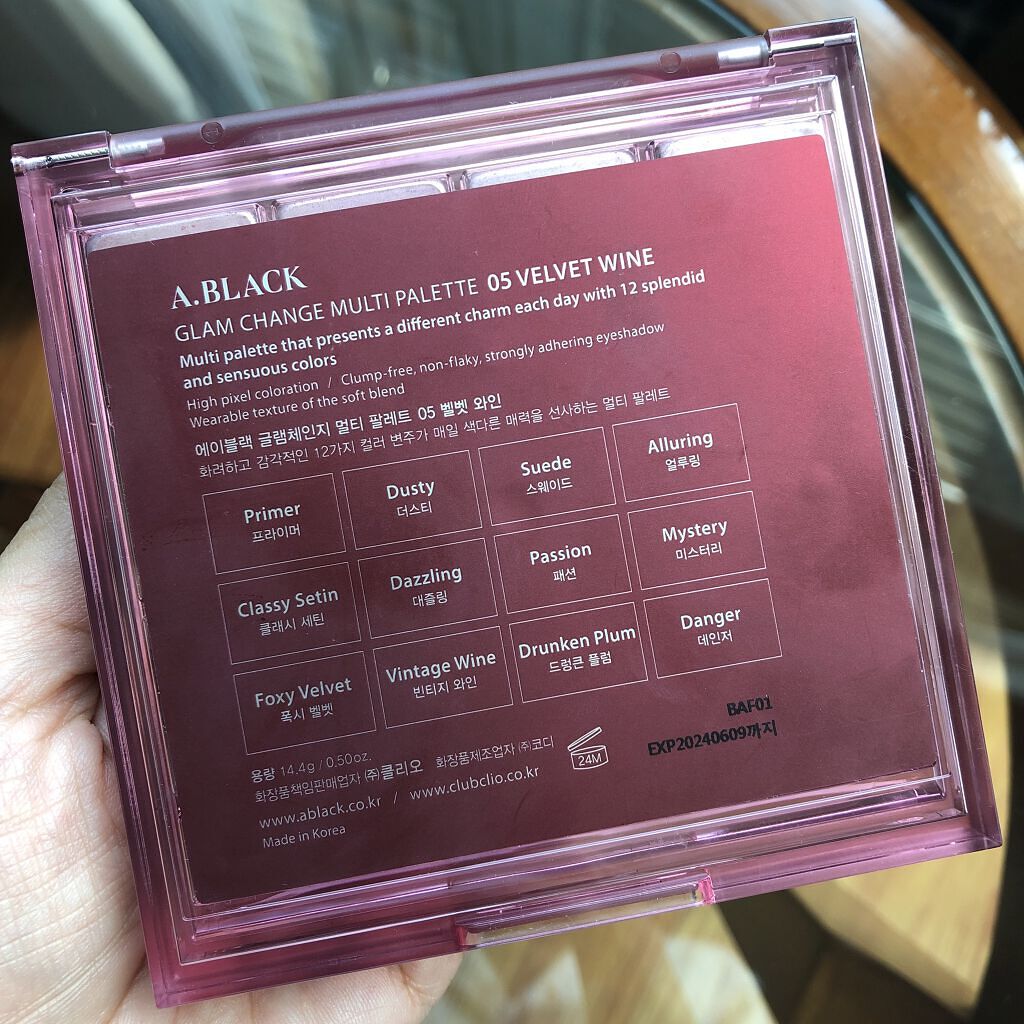 A.BLACK
GLAM CHANGE MULTI PALETTE 05 VELVET WINE
Multi palette that presents a different charm each day with 12 splendid
and sensuous colors
High pixel coloration / Clump-free, non-flaky, strongly adhering eyeshadow
Wearable texture of the soft blend
에이블랙 글램체인지 멀티 팔레트 05 벨벳 와인
화려하고 감각적인 12가지 컬러 변주가 매일 색다른 매력을 선사하는 멀티 팔레트
Primer
프라이머
Dusty
더스티
Suede
스웨이드
Alluring
얼루링
Classy Setin
클래시 세틴
Dazzling
대즐링
Passion
패션
Mystery
미스터리
Foxy Velvet
폭시 벨벳
Vintage Wine
빈티지 와인
Drunken Plum
드렁큰 플럼
Danger
데인저
용량 14.4g / 0.50oz.
화장품책임판매업자 ㈜클리오 화장품제조업자 ㈜코디
www.ablack.co.kr / www.clubclio.co.kr
Made in Korea
24M
BAF01
EXP20240609까지